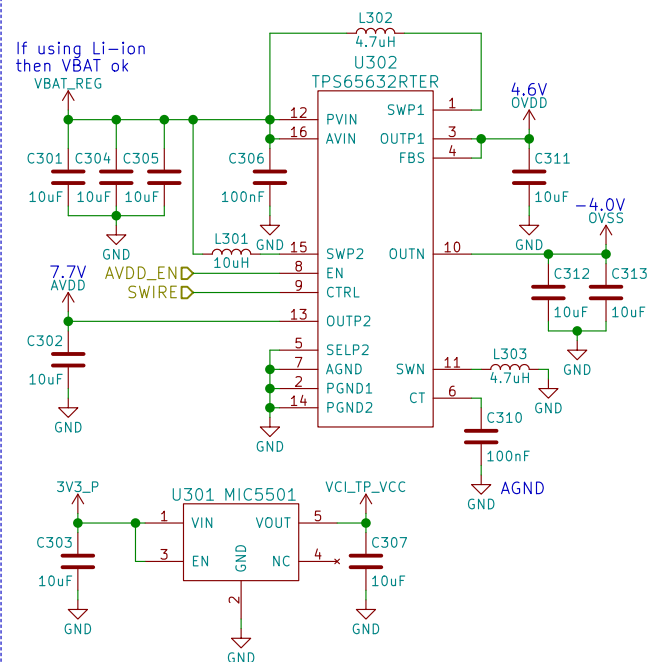 L302
4.7uH
If using Li-ion
then VBAT ok
VBAT_REG
U302
TPS65632RTER
4.6V
OVDD
12 PVIN
SWP1 1
16 AVIN
OUTP1 3
FBS 4
C301
10uF
C304
10uF
C305
10uF
C306
100nF
C311
10uF
GND
GND
GND
-4.0V
OVSS
L301
10uH
15 SWP2
OUTN 10
7.7V
AVDD
AVDD_EN
8 EN
SWIRE
9 CTRL
C312
10uF
C313
10uF
13 OUTP2
C302
10uF
5 SELP2
7 AGND
2 PGND1
14 PGND2
SWN 11
L303
4.7uH
CT 6
GND
GND
GND
GND
C310
100nF
GND
AGND
3V3_P
U301 MIC5501
VCI_TP_VCC
1 VIN
VOUT 5
3 EN
GND
NC 4
2
C303
10uF
C307
10uF
GND
GND
GND